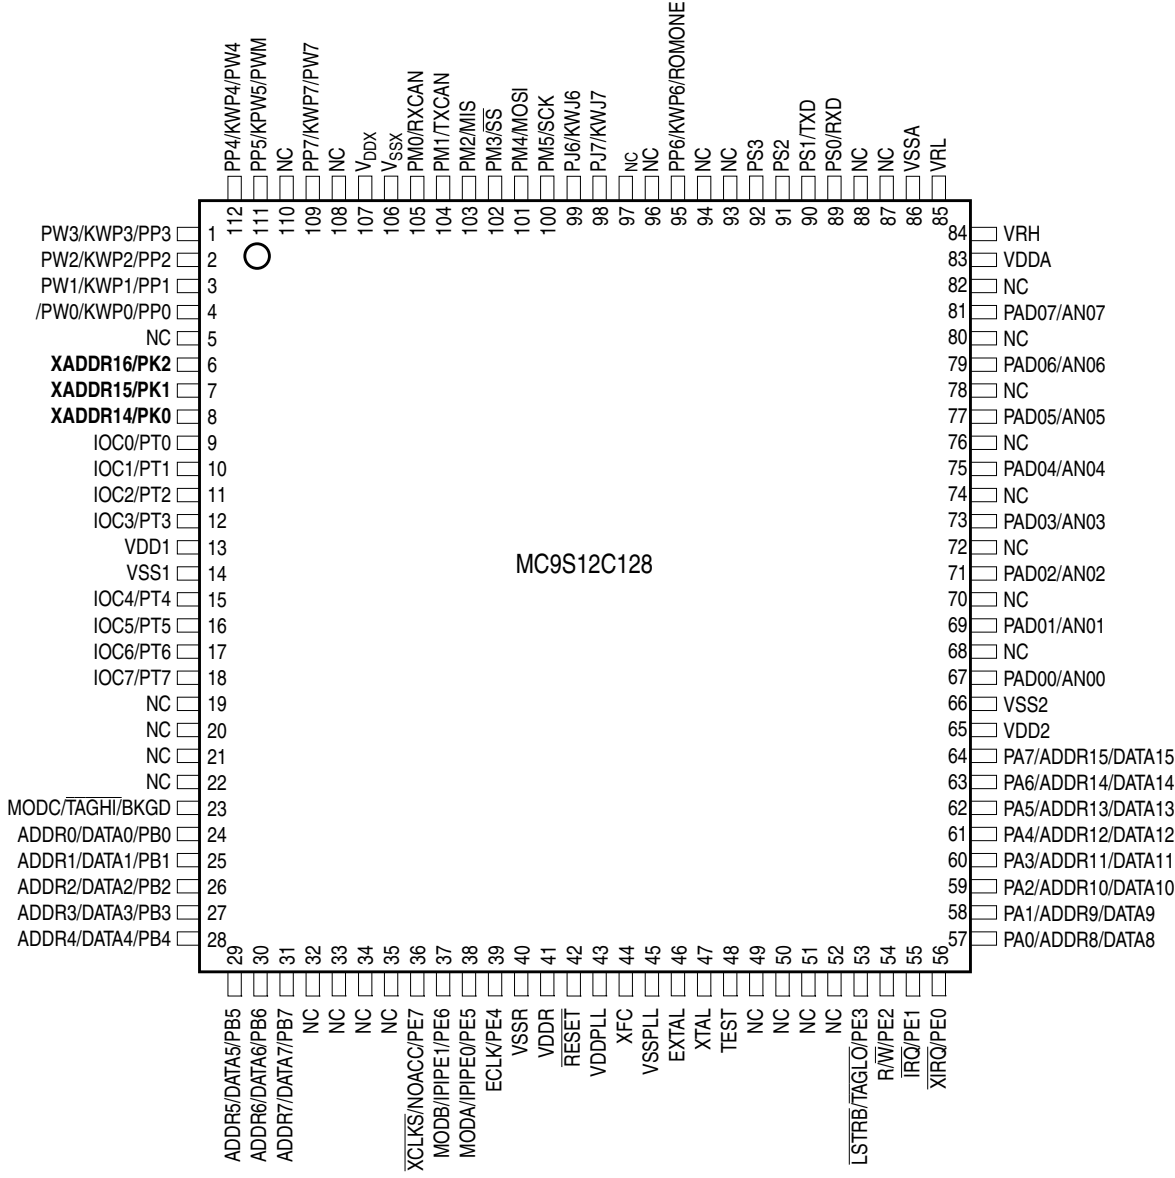 PP4/KWP4/PW4
PP5/KPW5/PWM
NC
PP7/KWP7/PW7
NC
VDDX
VSSX
PM0/RXCAN
PM1/TXCAN
PM2/MIS
PM3/SS
PM4/MOSI
PM5/SCK
PJ6/KWJ6
PJ7/KWJ7
NC
NC
PP6/KWP6/ROMONE
NC
NC
PS3
PS2
PS1/TXD
PS0/RXD
NC
NC
VSSA
VRL
112
111
110
109
108
107
106
105
104
103
102
101
100
99
98
97
96
95
94
93
92
91
90
89
88
87
86
85
PW3/KWP3/PP3 1
PW2/KWP2/PP2 2
PW1/KWP1/PP1 3
/PW0/KWP0/PP0 4
NC 5
XADDR16/PK2 6
XADDR15/PK1 7
XADDR14/PK0 8
IOC0/PT0 9
IOC1/PT1 10
IOC2/PT2 11
IOC3/PT3 12
VDD1 13
VSS1 14
IOC4/PT4 15
IOC5/PT5 16
IOC6/PT6 17
IOC7/PT7 18
NC 19
NC 20
NC 21
NC 22
MODC/TAGHI/BKGD 23
ADDR0/DATA0/PB0 24
ADDR1/DATA1/PB1 25
ADDR2/DATA2/PB2 26
ADDR3/DATA3/PB3 27
ADDR4/DATA4/PB4 28
MC9S12C128
84 VRH
83 VDDA
82 NC
81 PAD07/AN07
80 NC
79 PAD06/AN06
78 NC
77 PAD05/AN05
76 NC
75 PAD04/AN04
74 NC
73 PAD03/AN03
72 NC
71 PAD02/AN02
70 NC
69 PAD01/AN01
68 NC
67 PAD00/AN00
66 VSS2
65 VDD2
64 PA7/ADDR15/DATA15
63 PA6/ADDR14/DATA14
62 PA5/ADDR13/DATA13
61 PA4/ADDR12/DATA12
60 PA3/ADDR11/DATA11
59 PA2/ADDR10/DATA10
58 PA1/ADDR9/DATA9
57 PA0/ADDR8/DATA8
29
30
31
32
33
34
35
36
37
38
39
40
41
42
43
44
45
46
47
48
49
50
51
52
53
54
55
56
ADDR5/DATA5/PB5
ADDR6/DATA6/PB6
ADDR7/DATA7/PB7
NC
NC
NC
NC
XCLKS/NOACC/PE7
MODB/IPIPE1/PE6
MODA/IPIPE0/PE5
ECLK/PE4
VSSR
VDDR
RESET
VDDPLL
XFC
VSSPLL
EXTAL
XTAL
TEST
NC
NC
NC
NC
LSTRB/TAGLO/PE3
R/W/PE2
IRQ/PE1
XIRQ/PE0